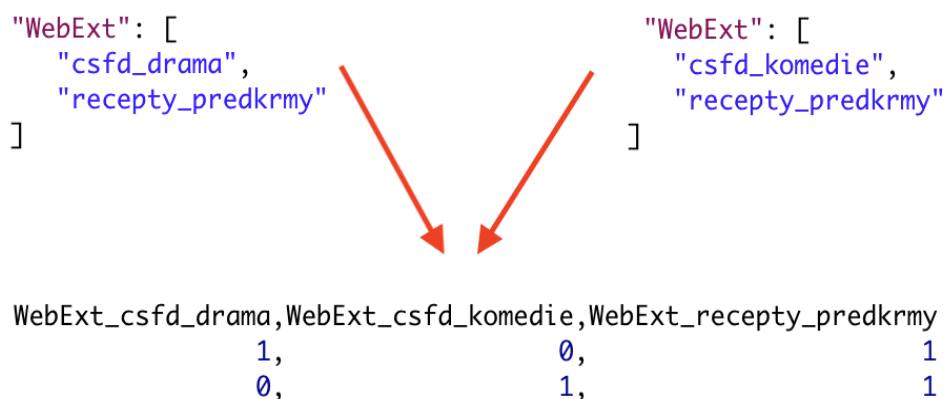 "WebExt": [
"csfd_drama",
"recepty_predkrmy"
]
"WebExt": [
"csfd_komedie",
"recepty_predkrmy"
]
WebExt_csfd_drama,WebExt_csfd_komedie,WebExt_recepty_predkrmy
1, 0, 1
0, 1, 1